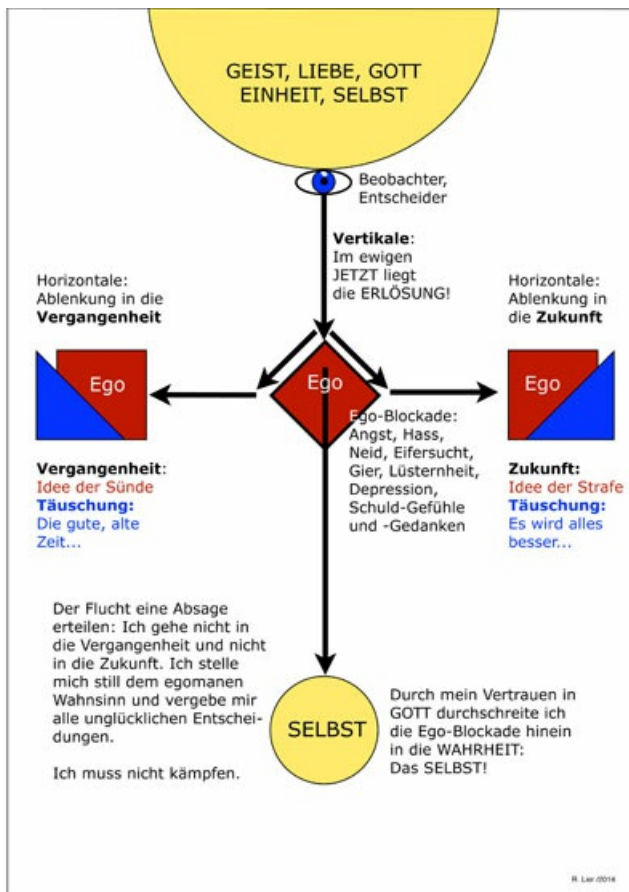 GEIST, LIEBE, GOTT
EINHEIT, SELBST
Beobachter,
Entscheider
Vertikale:
Im ewigen
JETZT liegt
die ERLÖSUNG!
Horizontale:
Ablenkung in die
Vergangenheit
Horizontale:
Ablenkung in
die Zukunft
Ego
Ego
Ego
Ego-Blockade:
Angst, Hass,
Neid, Eifersucht,
Gier, Lüsternheit,
Depression,
Schuld-Gefühle
und -Gedanken
Vergangenheit:
Idee der Sünde
Täuschung:
Die gute, alte
Zeit...
Zukunft:
Idee der Strafe
Täuschung:
Es wird alles
besser...
Der Flucht eine Absage
erteilen: Ich gehe nicht in
die Vergangenheit und nicht
in die Zukunft. Ich stelle
mich still dem egomanen
Wahnsinn und vergebe mir
alle unglücklichen Entschei-
dungen.
Ich muss nicht kämpfen.
SELBST
Durch mein Vertrauen in
GOTT durchschreite ich
die Ego-Blockade hinein
in die WAHRHEIT:
Das SELBST!
R. Lier /2014